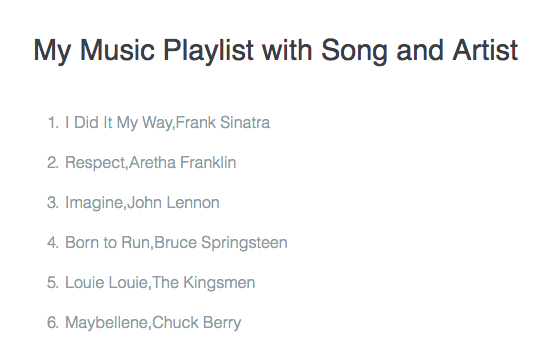 My Music Playlist with Song and Artist
1. I Did It My Way,Frank Sinatra
2. Respect,Aretha Franklin
3. Imagine,John Lennon
4. Born to Run,Bruce Springsteen
5. Louie Louie,The Kingsmen
6. Maybellene,Chuck Berry